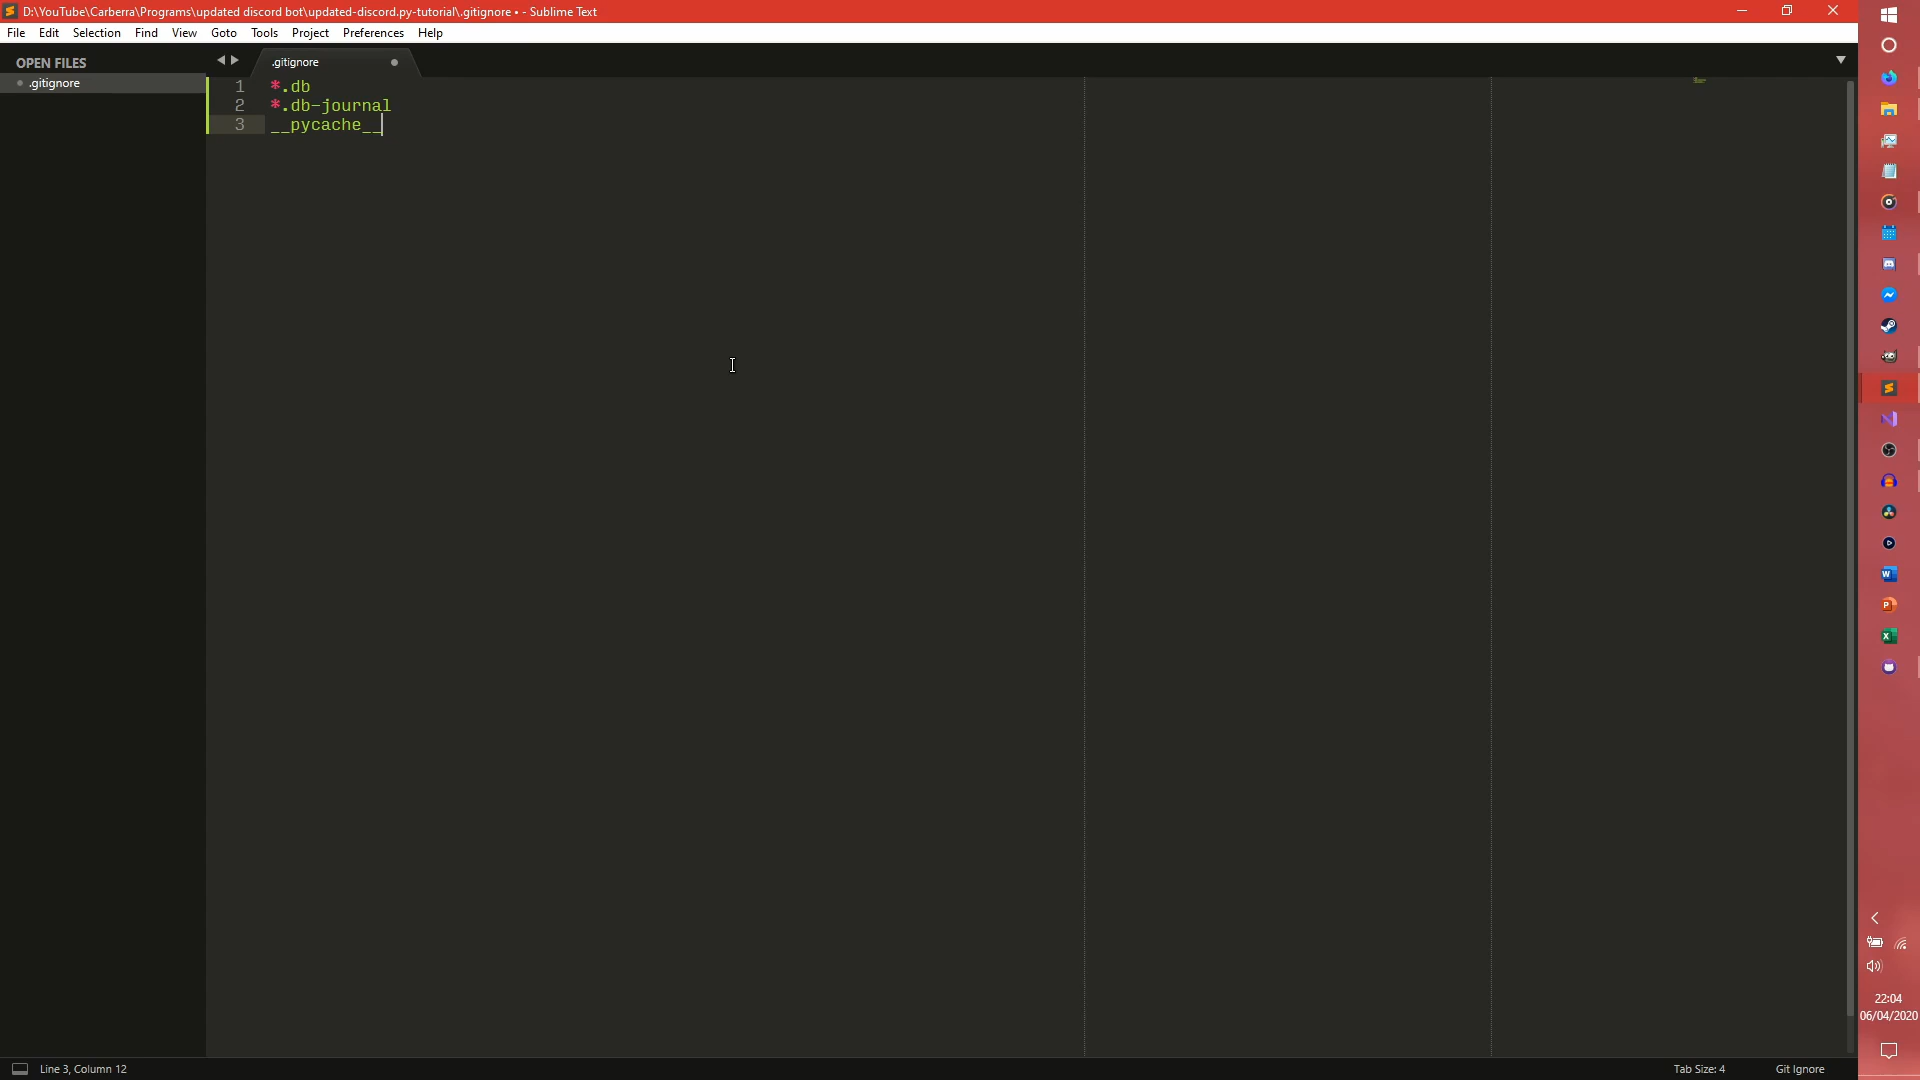 D:\YouTube\Carberra\Programs\updated discord bot\updated-discord.py-tutorial\.gitignore • - Sublime Text
File Edit Selection Find View Goto Tools Project Preferences Help
OPEN FILES
.gitignore
.gitignore
1 *.db
2 *.db-journal
3 __pycache__
22:04
06/04/2020
Line 3, Column 12
Tab Size: 4
Git Ignore